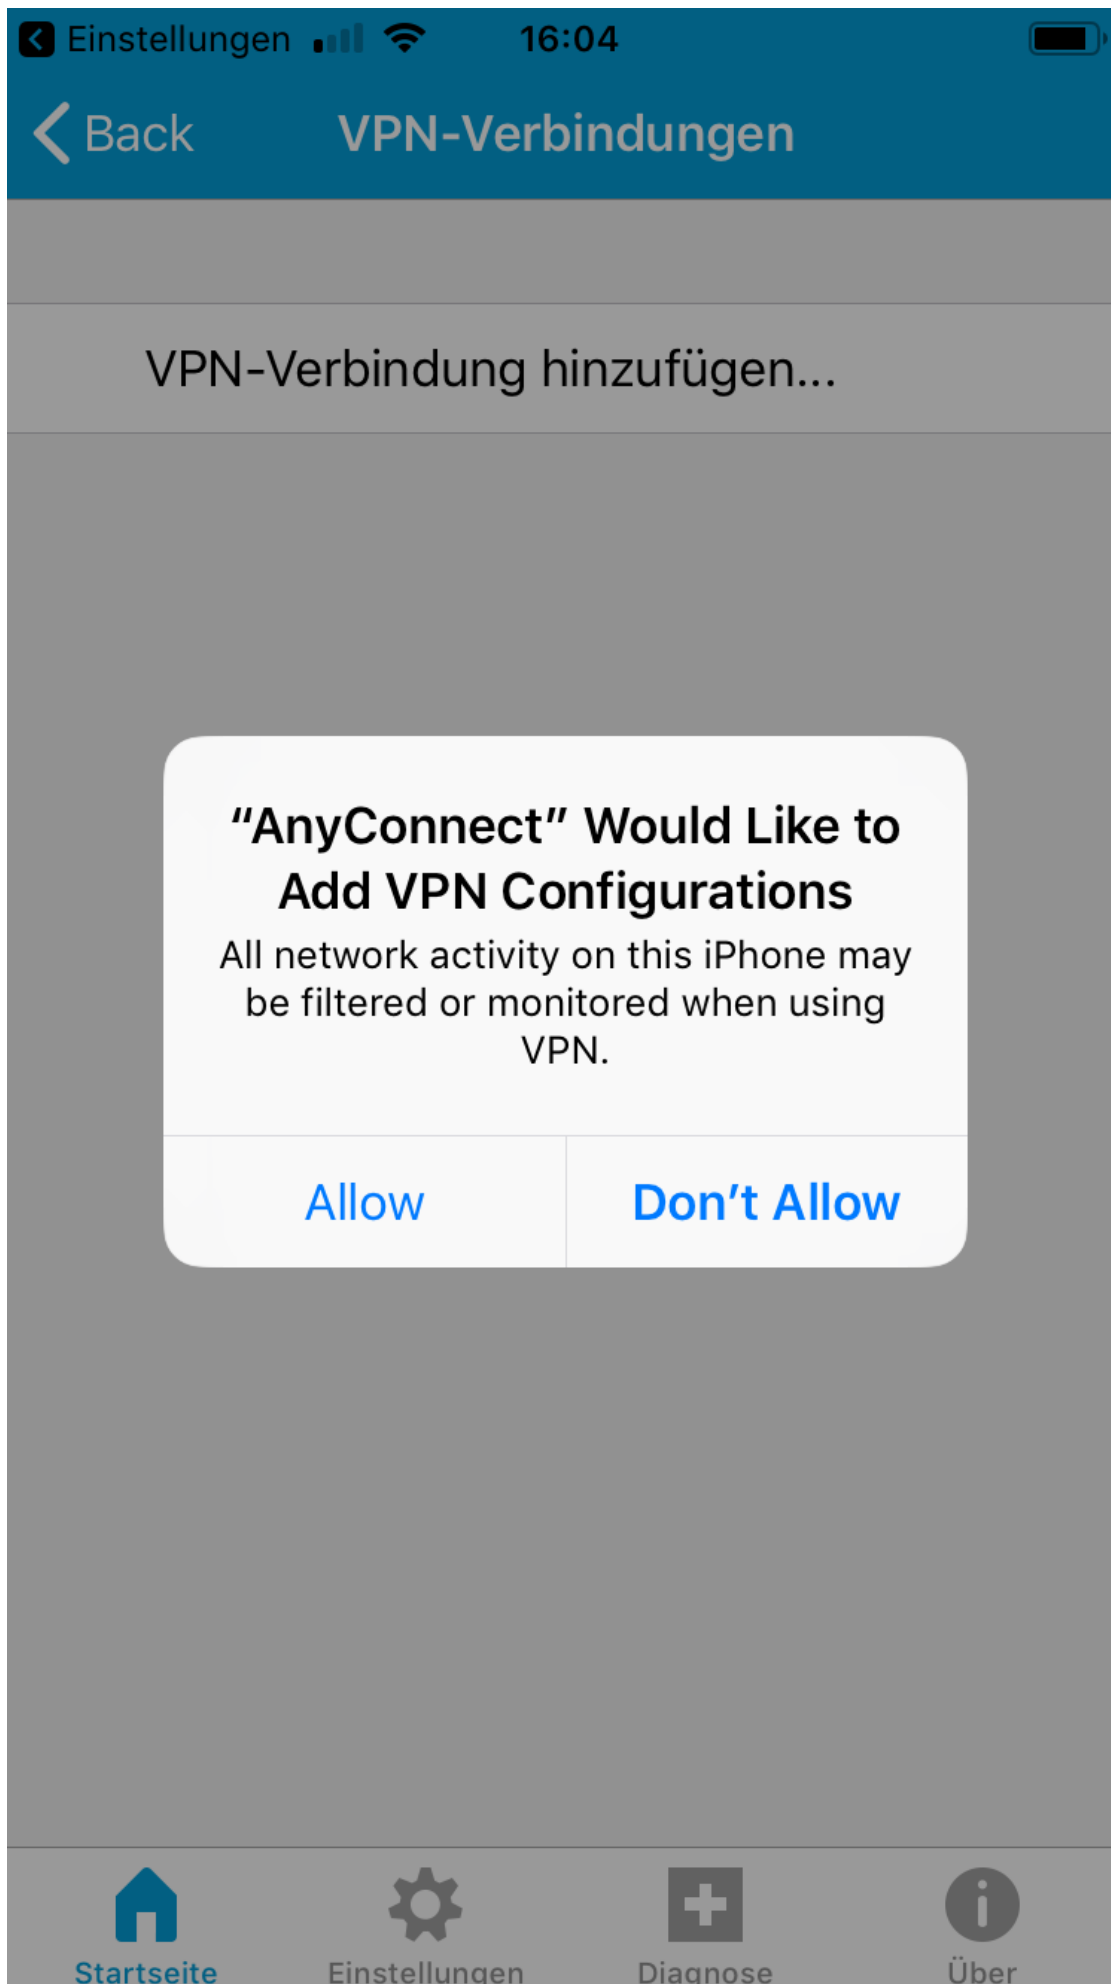 Einstellungen 16:04
Back VPN-Verbindungen
VPN-Verbindung hinzufügen...
“AnyConnect” Would Like to
Add VPN Configurations
All network activity on this iPhone may
be filtered or monitored when using
VPN.
Allow Don’t Allow
Startseite Einstellungen Diagnose Über